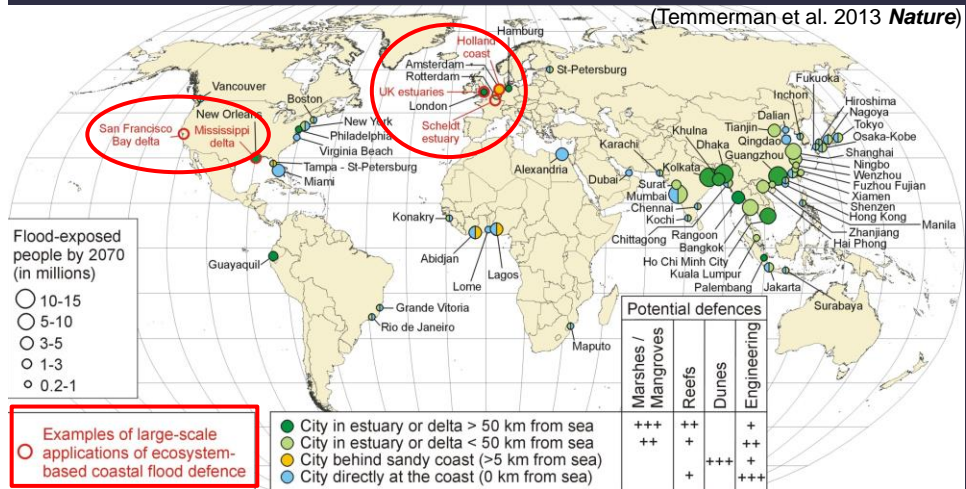 (Temmerman et al. 2013 Nature)
Hamburg
Holland
coast
Amsterdam
Rotterdam
UK estuaries
London
Scheldt
estuary
St-Petersburg
Vancouver
Boston
New Orleans
San Francisco
Bay delta
Mississippi
delta
New York
Philadelphia
Virginia Beach
Tampa - St-Petersburg
Miami
Guayaquil
Grande Vitoria
Rio de Janeiro
Konakry
Abidjan
Lome
Lagos
Maputo
Alexandria
Dubai
Karachi
Kolkata
Khulna
Dhaka
Surat
Mumbai
Chennai
Kochi
Chittagong
Rangoon
Bangkok
Ho Chi Minh City
Kuala Lumpur
Palembang
Jakarta
Surabaya
Dalian
Tianjin
Qingdao
Guangzhou
Inchon
Fukuoka
Hiroshima
Nagoya
Tokyo
Osaka-Kobe
Shanghai
Ningbo
Wenzhou
Fuzhou Fujian
Xiamen
Shenzen
Hong Kong
Manila
Zhanjiang
Hai Phong
Flood-exposed
people by 2070
(in millions)
10-15
5-10
3-5
1-3
0.2-1
Examples of large-scale
applications of ecosystem-
based coastal flood defence
Potential defences
Marshes /
Mangroves
Reefs
Dunes
Engineering
City in estuary or delta > 50 km from sea +++ ++ +
City in estuary or delta < 50 km from sea ++ + ++
City behind sandy coast (>5 km from sea) +++ +
City directly at the coast (0 km from sea) + +++